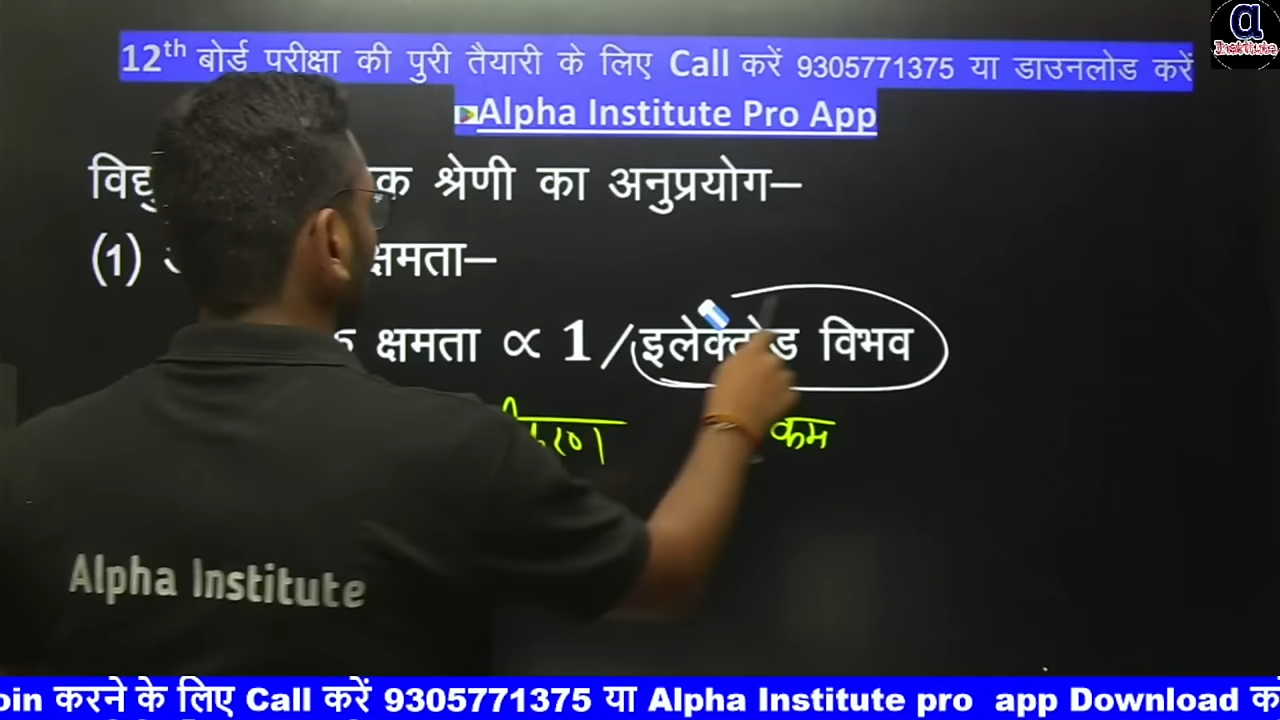 α
Institute
12th बोर्ड परीक्षा की पुरी तैयारी के लिए Call करें 9305771375 या डाउनलोड करें
Alpha Institute Pro App
श्रेणी का अनुप्रयोग–
(1) क्षमता–
क्षमता ∝ 1/इलेक्ट्रोड विभव
कम
Alpha Institute
करने के लिए Call करें 9305771375 या Alpha Institute pro app Download